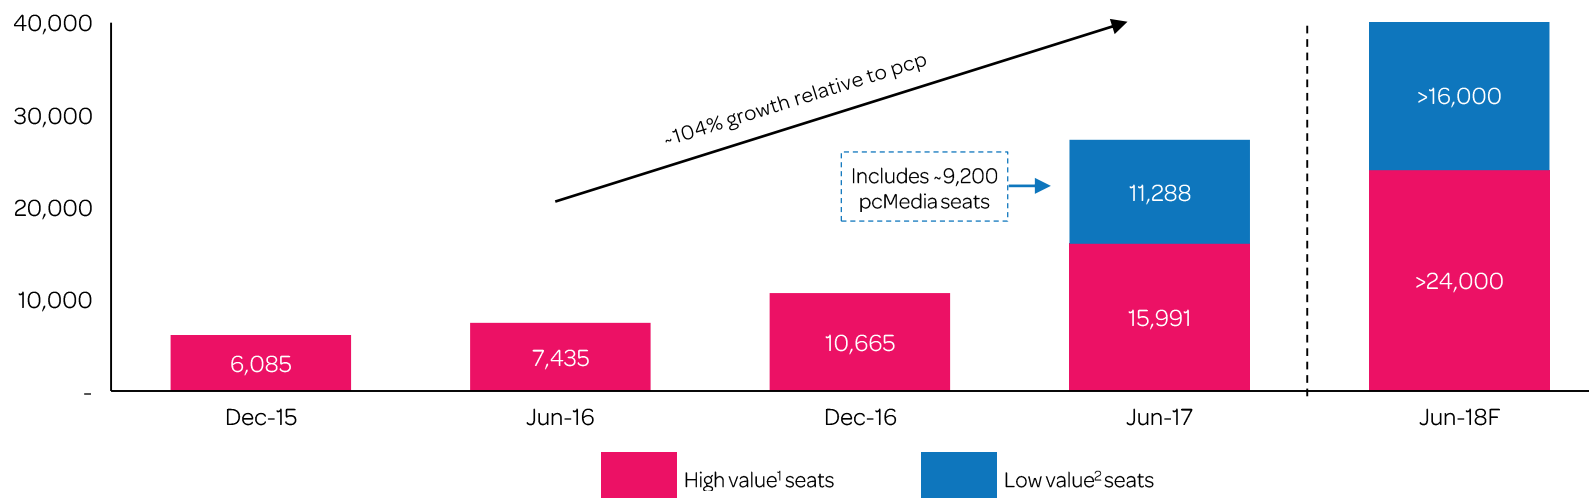 40,000
30,000
20,000
10,000
-
~104% growth relative to pcp
Includes ~9,200
pcMedia seats
6,085
7,435
10,665
11,288
15,991
>16,000
>24,000
Dec-15
Jun-16
Dec-16
Jun-17
Jun-18F
High value¹ seats
Low value² seats